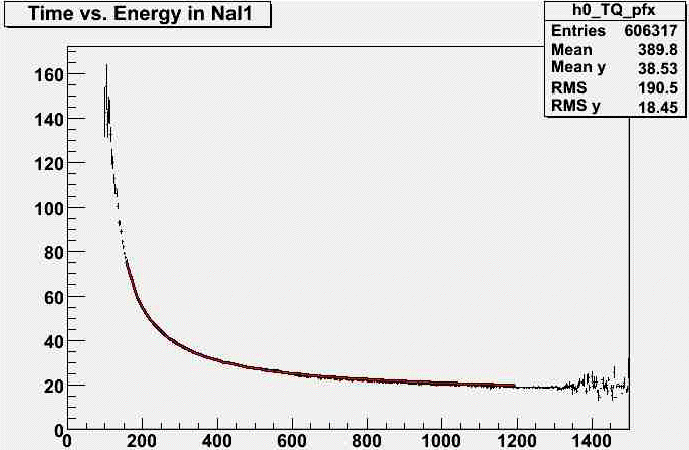 Time vs. Energy in NaI1
h0_TQ_pfx
Entries 606317
Mean 389.8
Mean y 38.53
RMS 190.5
RMS y 18.45
160
140
120
100
80
60
40
20
0
0 200 400 600 800 1000 1200 1400